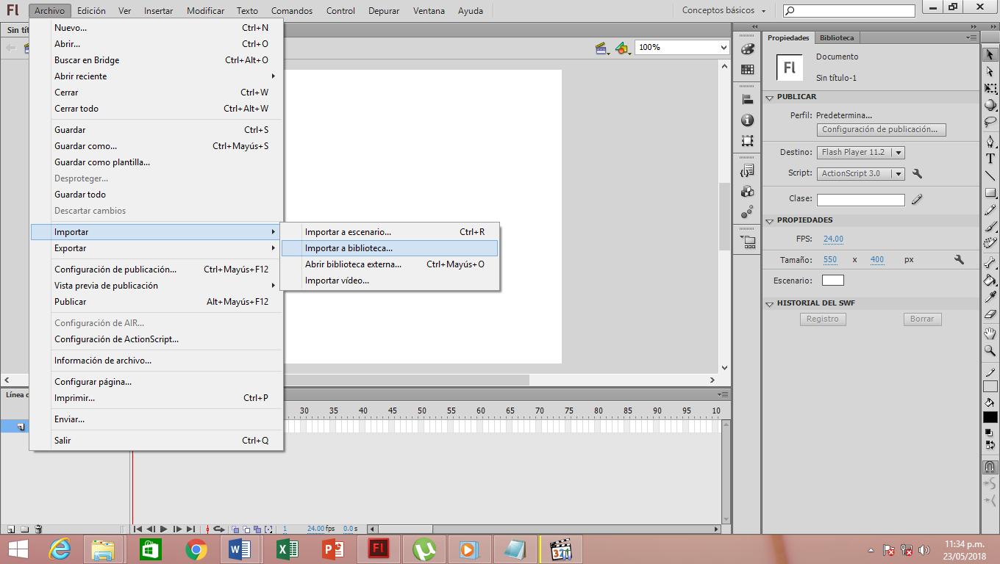 Fl Archivo Edición Ver Insertar Modificar Texto Comandos Control Depurar Ventana Ayuda Conceptos básicos
Sin tít
Nuevo... Ctrl+N
Abrir... Ctrl+O
Buscar en Bridge Ctrl+Alt+O
Abrir reciente
Cerrar Ctrl+W
Cerrar todo Ctrl+Alt+W
Guardar Ctrl+S
Guardar como... Ctrl+Mayús+S
Guardar como plantilla...
Desproteger...
Guardar todo
Descartar cambios
Importar
Exportar
Configuración de publicación... Ctrl+Mayús+F12
Vista previa de publicación
Publicar Alt+Mayús+F12
Configuración de AIR...
Configuración de ActionScript...
Información de archivo...
Configurar página...
Imprimir... Ctrl+P
Enviar...
Salir Ctrl+Q
Importar a escenario... Ctrl+R
Importar a biblioteca...
Abrir biblioteca externa... Ctrl+Mayús+O
Importar vídeo...
100%
Propiedades Biblioteca
Fl
Documento
Sin título-1
PUBLICAR
Perfil: Predetermina...
Configuración de publicación...
Destino: Flash Player 11.2
Script: ActionScript 3.0
Clase:
PROPIEDADES
FPS: 24.00
Tamaño: 550 x 400 px
Escenario:
HISTORIAL DEL SWF
Registro Borrar
Línea d
30 35 40 45 50 55 60 65 70 75 80 85 90 95 10
1 24.00 fps 0.0 s
Fl
321
11:34 p.m.
23/05/2018